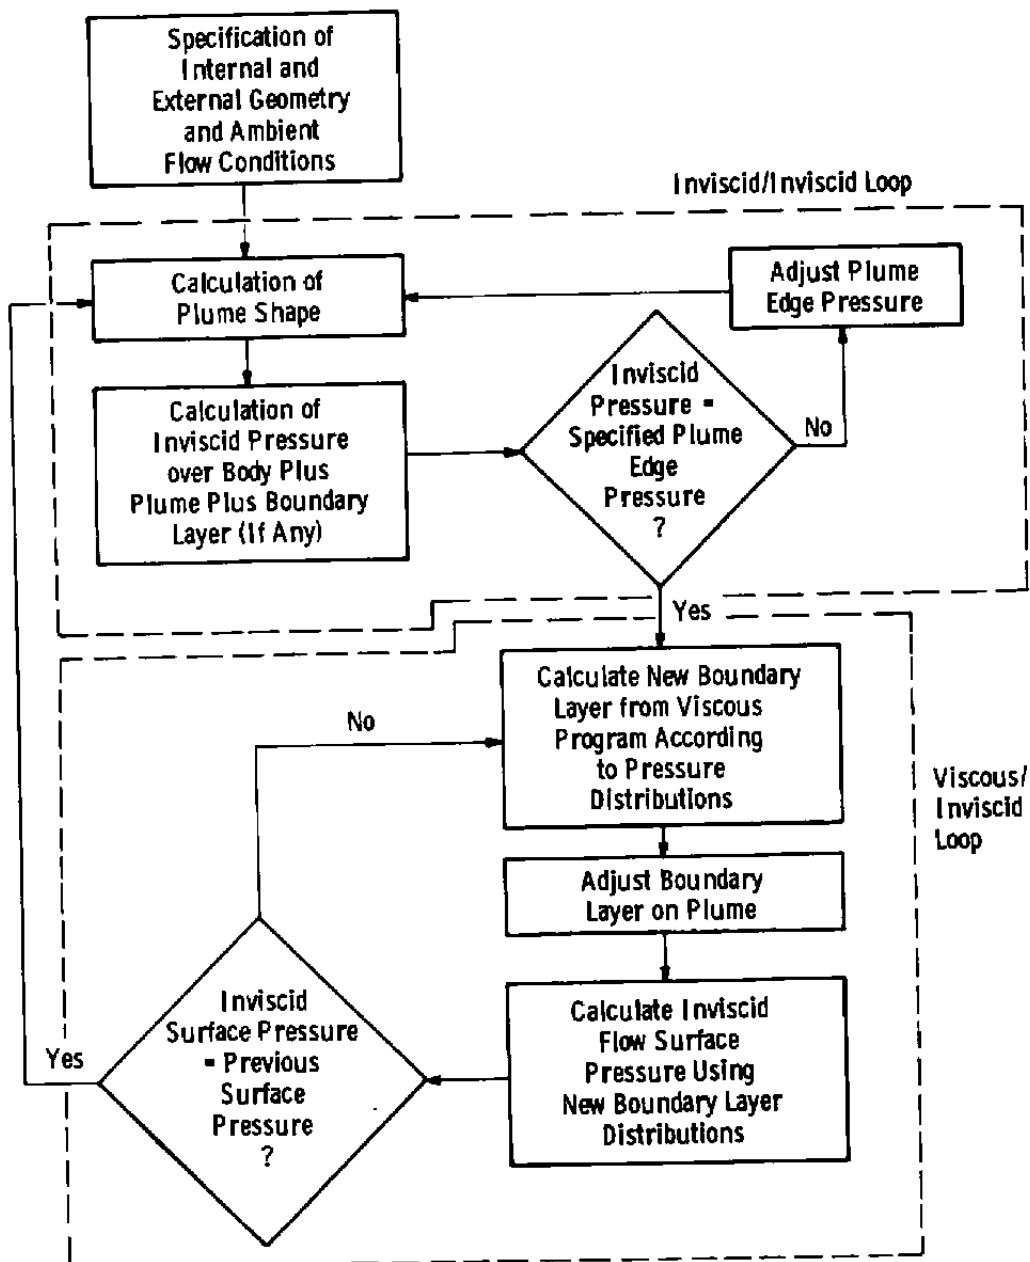 Specification of
Internal and
External Geometry
and Ambient
Flow Conditions
Inviscid/Inviscid Loop
Calculation of
Plume Shape
Adjust Plume
Edge Pressure
Calculation of
Inviscid Pressure
over Body Plus
Plume Plus Boundary
Layer (If Any)
Inviscid
Pressure =
Specified Plume
Edge
Pressure
?
No
Yes
Calculate New Boundary
Layer from Viscous
Program According
to Pressure
Distributions
No
Viscous/
Inviscid
Loop
Adjust Boundary
Layer on Plume
Calculate Inviscid
Flow Surface
Pressure Using
New Boundary Layer
Distributions
Inviscid
Surface Pressure
= Previous
Surface
Pressure
?
Yes